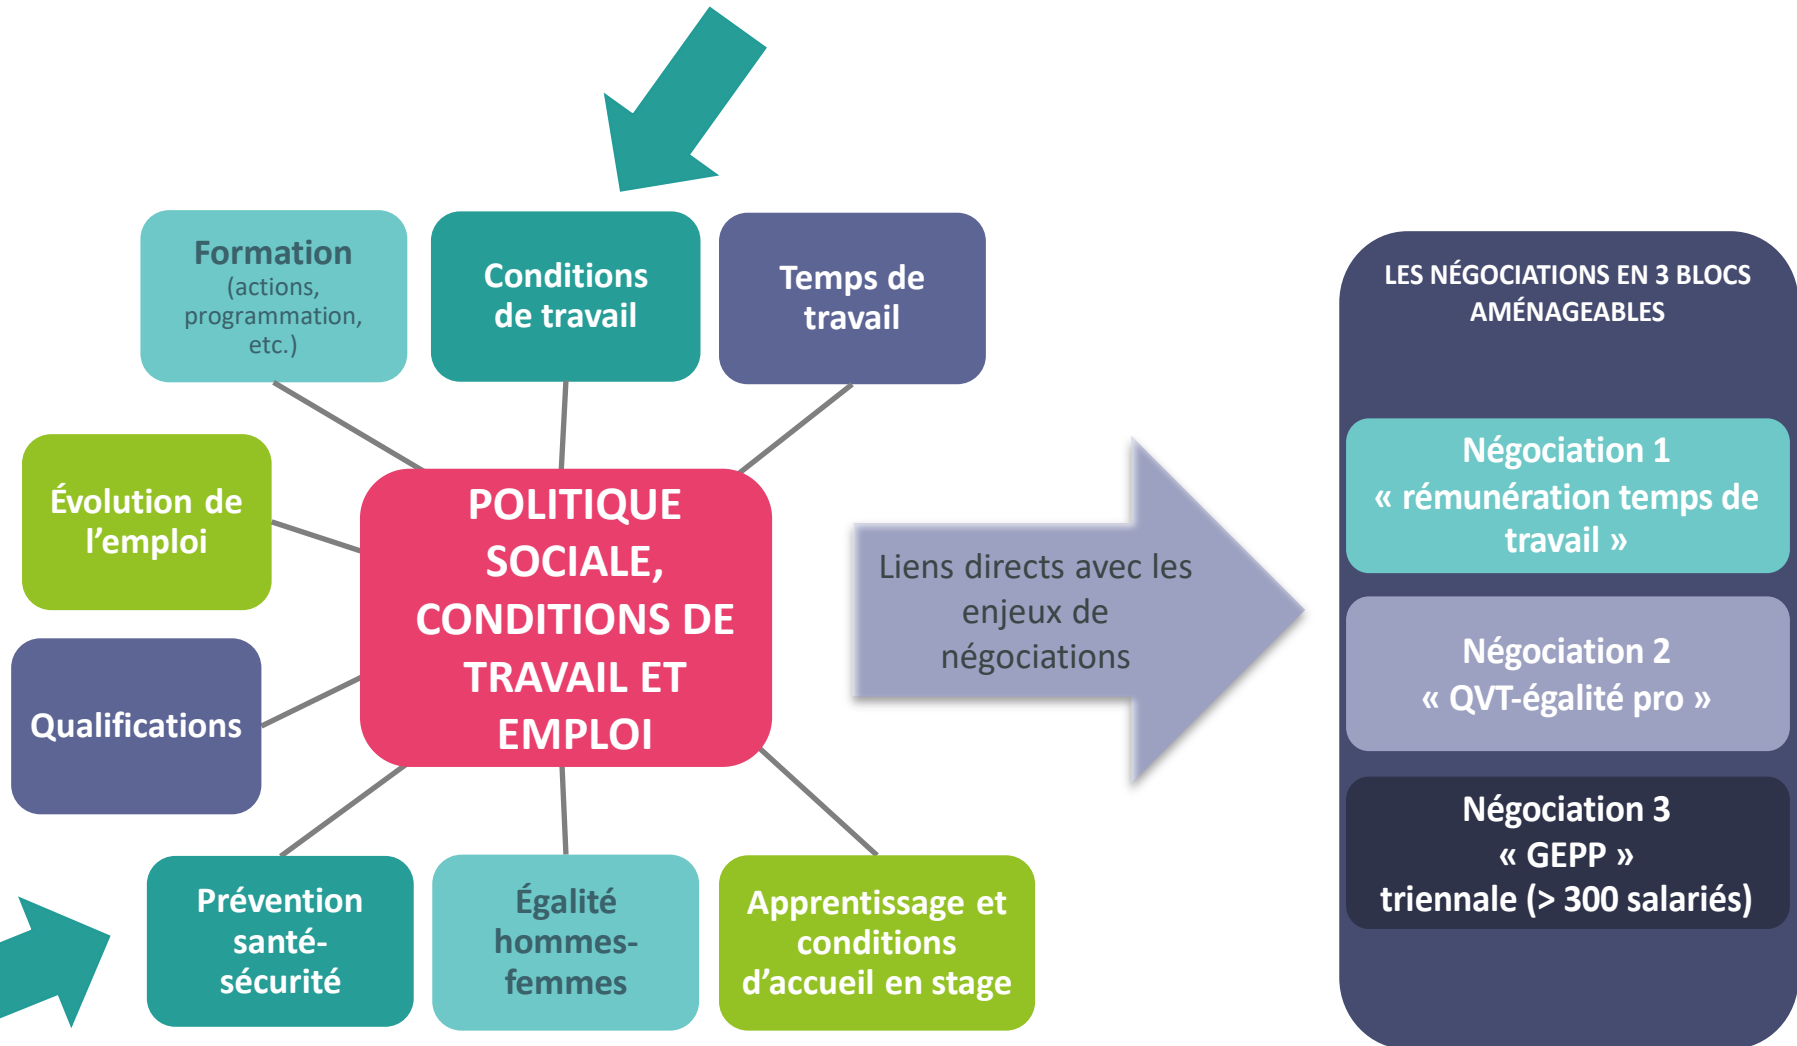 Formation
(actions,
programmation,
etc.)
Conditions
de travail
Temps de
travail
Évolution de
l'emploi
Qualifications
POLITIQUE
SOCIALE,
CONDITIONS DE
TRAVAIL ET
EMPLOI
Prévention
santé-
sécurité
Égalité
hommes-
femmes
Apprentissage et
conditions
d'accueil en stage
Liens directs avec les
enjeux de
négociations
LES NÉGOCIATIONS EN 3 BLOCS
AMÉNAGEABLES
Négociation 1
« rémunération temps de
travail »
Négociation 2
« QVT-égalité pro »
Négociation 3
« GEPP »
triennale (> 300 salariés)